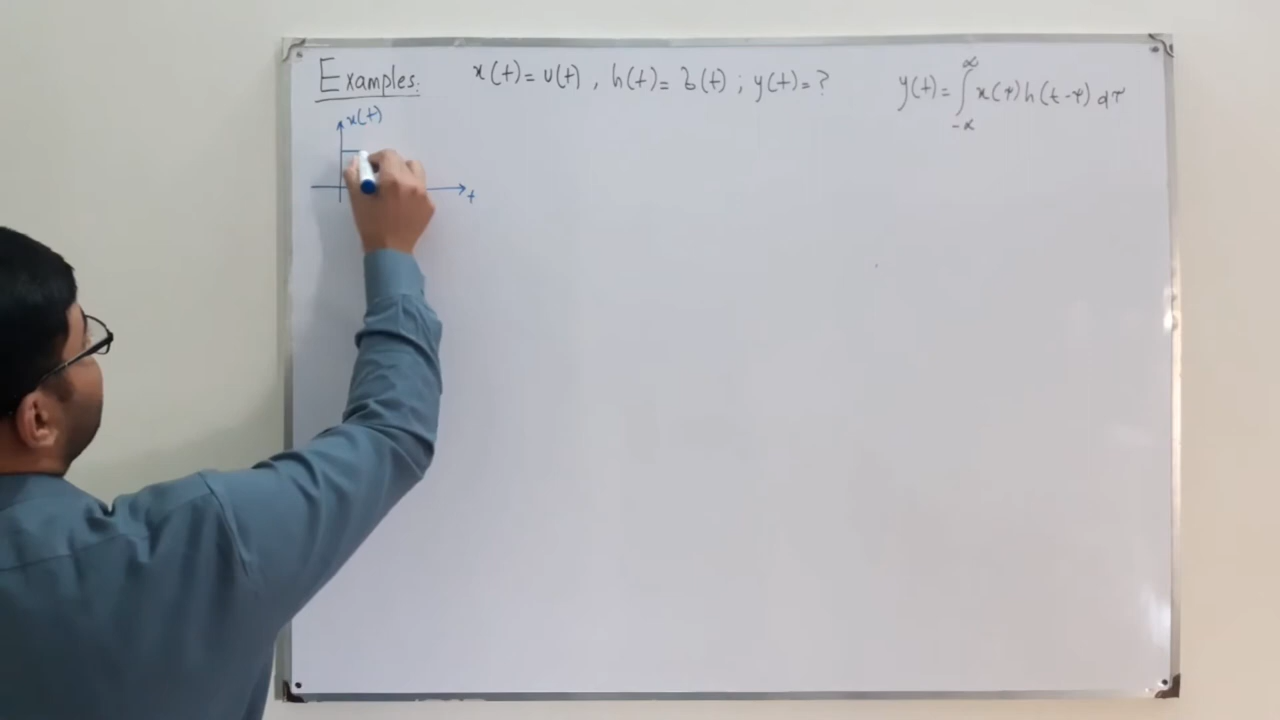 Examples: x(t) = u(t) , h(t) = δ(t) ; y(t) = ? y(t) = ∫_{-∞}^{∞} x(τ) h(t-τ) dτ
x(t)
t